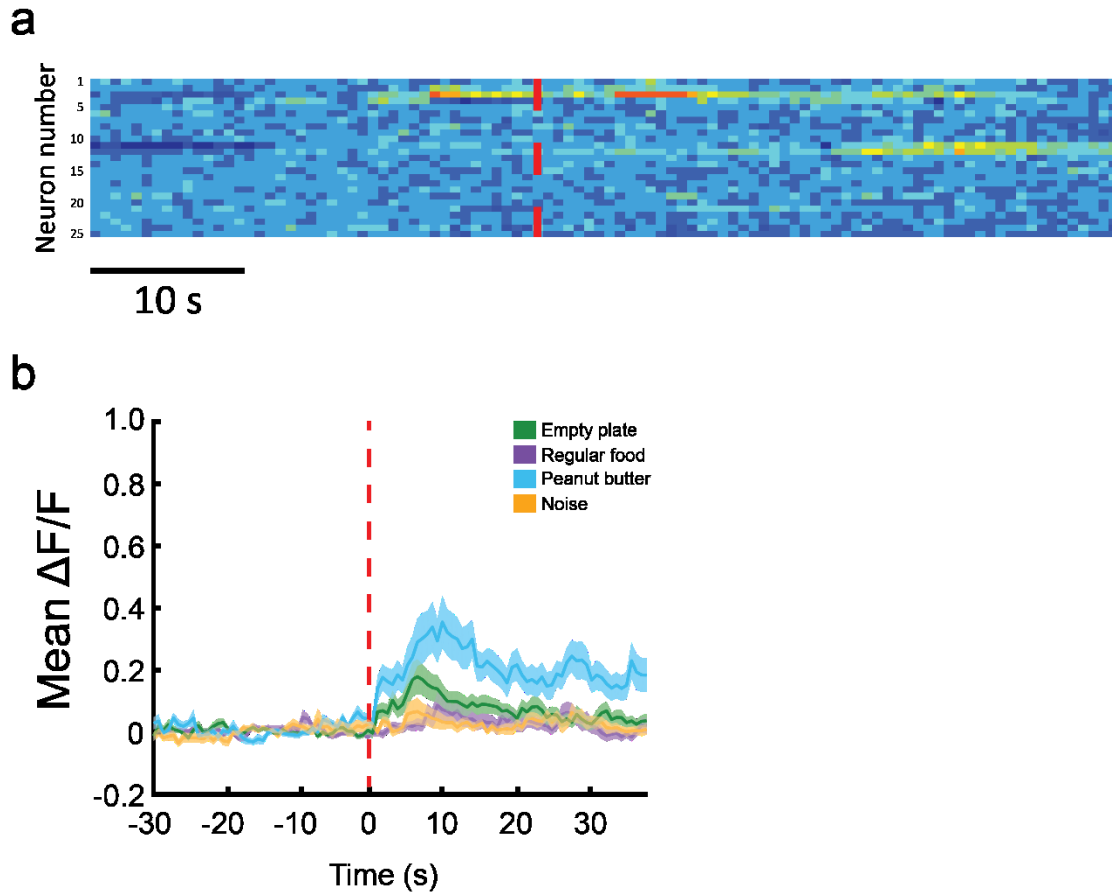 a
Neuron number
1
5
10
15
20
25
10 s
b
Mean ΔF/F
1.0
0.8
0.6
0.4
0.2
0
-0.2
Empty plate
Regular food
Peanut butter
Noise
-30 -20 -10 0 10 20 30
Time (s)